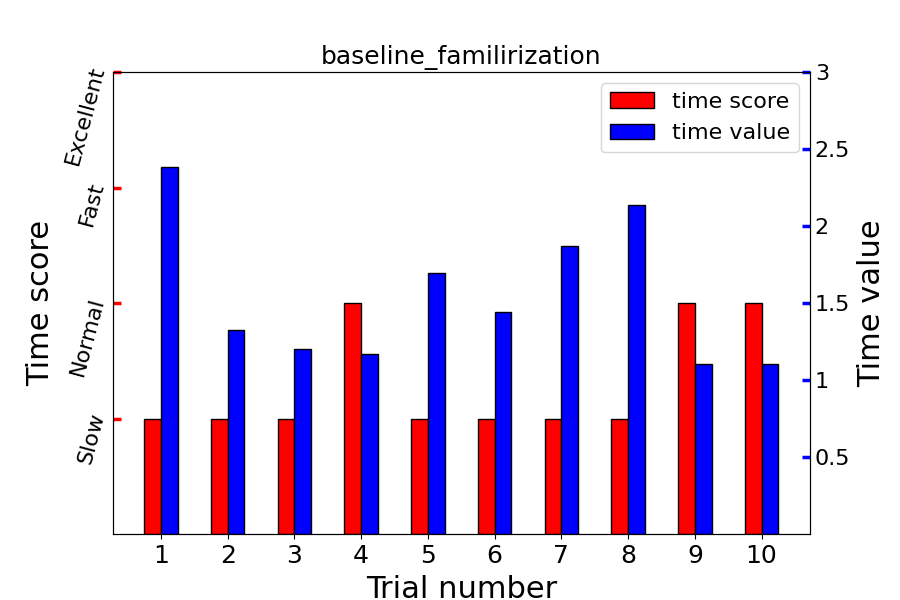 baseline_familirization
time score
time value
Time score
Excellent
Fast
Normal
Slow
3
2.5
2
1.5
1
0.5
Time value
1 2 3 4 5 6 7 8 9 10
Trial number